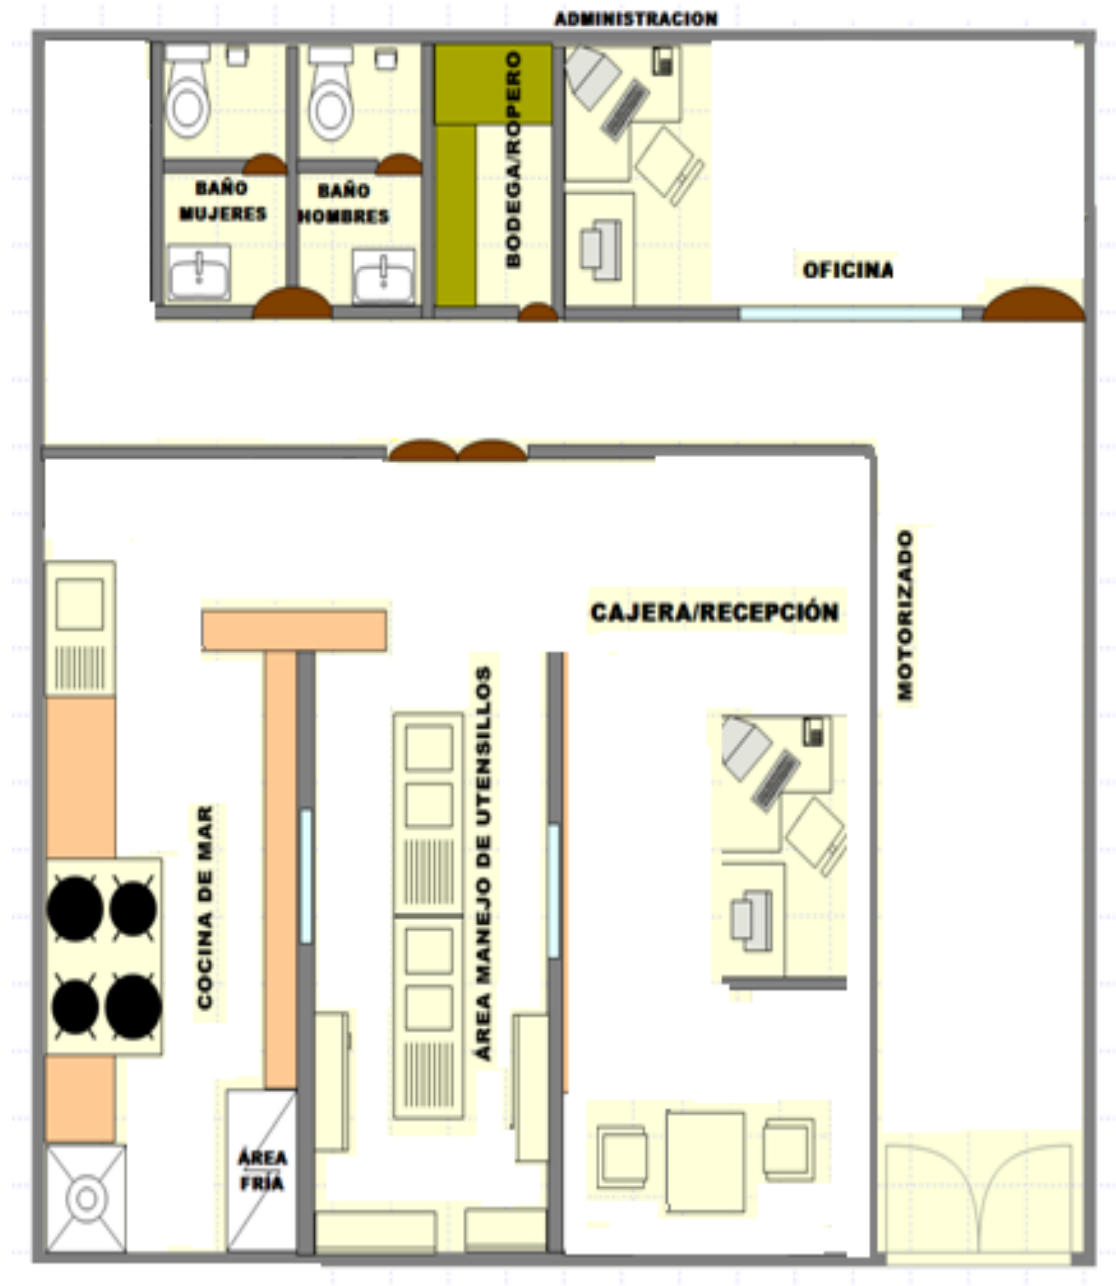 ADMINISTRACION
BAÑO
MUJERES
BAÑO
HOMBRES
BODEGA/ROPERO
OFICINA
CAJERA/RECEPCIÓN
MOTORIZADO
ÁREA MANEJO DE UTENSILLOS
COCINA DE MAR
ÁREA
FRÍA